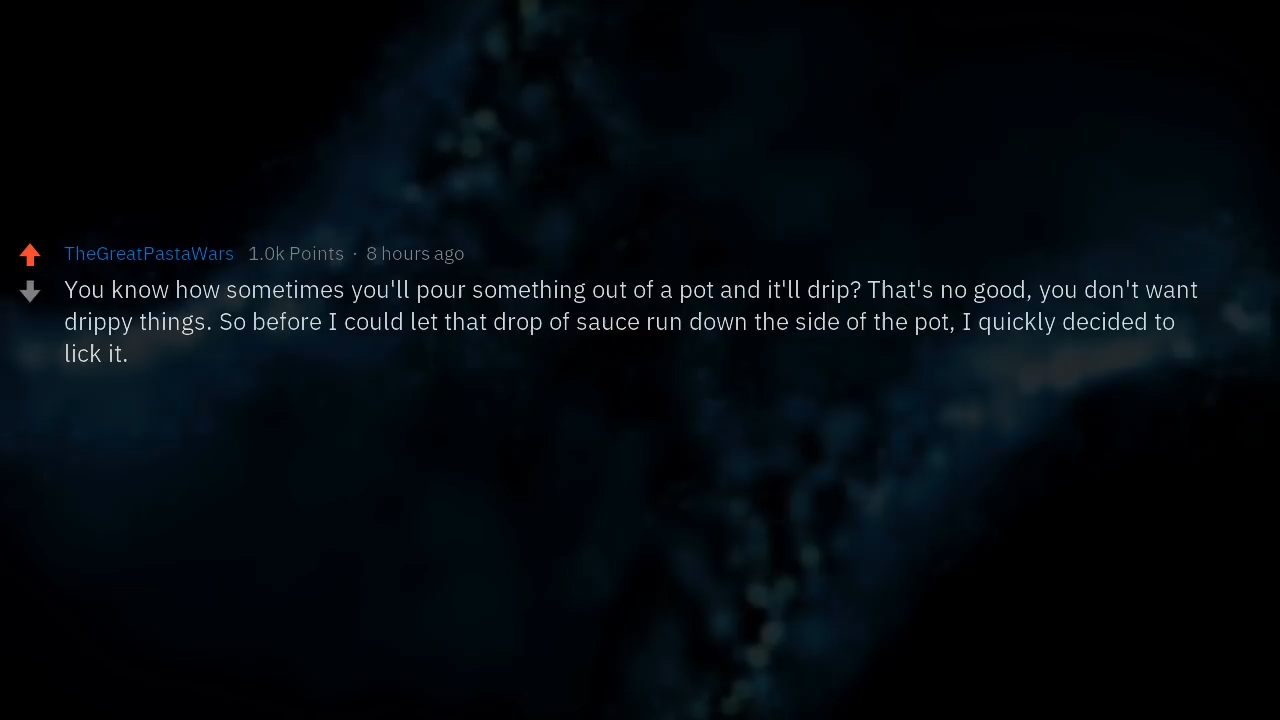 TheGreatPastaWars 1.0k Points · 8 hours ago
You know how sometimes you'll pour something out of a pot and it'll drip? That's no good, you don't want
drippy things. So before I could let that drop of sauce run down the side of the pot, I quickly decided to
lick it.